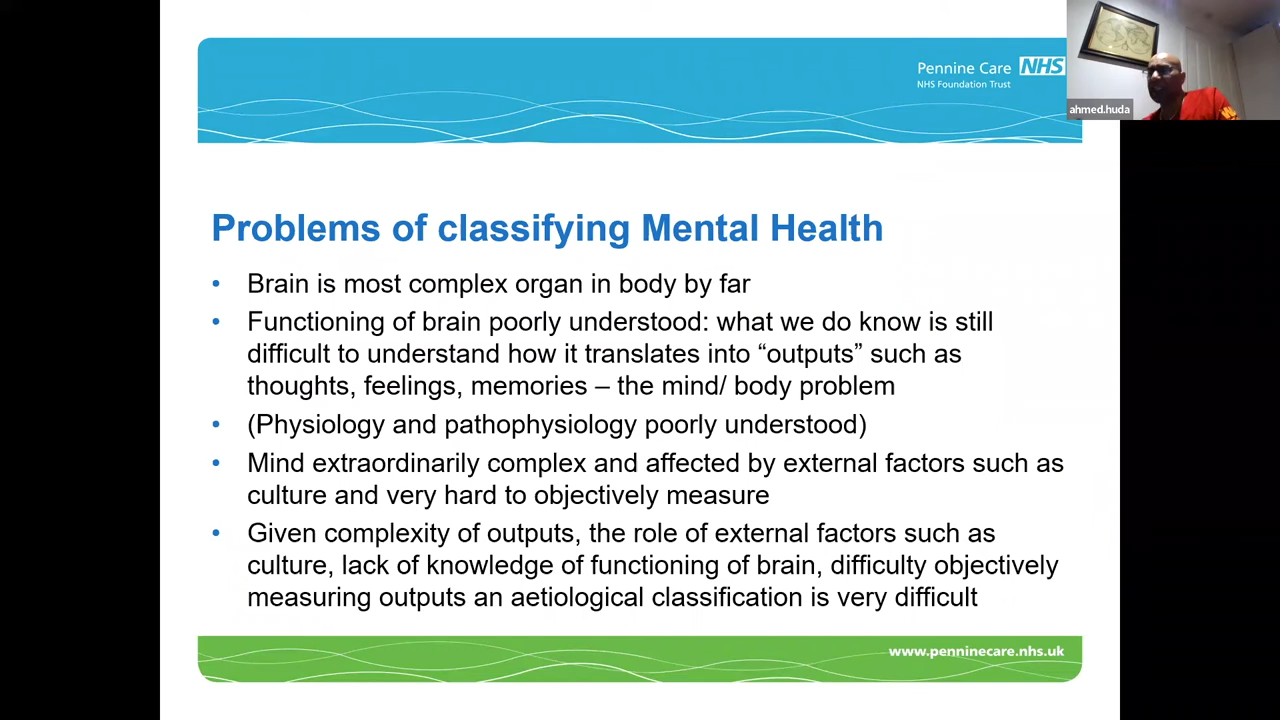 Pennine Care NHS
NHS Foundation Trust
ahmed.huda
Problems of classifying Mental Health
• Brain is most complex organ in body by far
• Functioning of brain poorly understood: what we do know is still
difficult to understand how it translates into “outputs” such as
thoughts, feelings, memories – the mind/ body problem
• (Physiology and pathophysiology poorly understood)
• Mind extraordinarily complex and affected by external factors such as
culture and very hard to objectively measure
• Given complexity of outputs, the role of external factors such as
culture, lack of knowledge of functioning of brain, difficulty objectively
measuring outputs an aetiological classification is very difficult
www.penninecare.nhs.uk